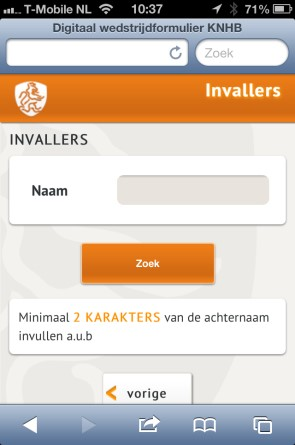 T-Mobile NL 10:37 71%
Digitaal wedstrijdformulier KNHB
Zoek
Invallers
INVALLERS
Naam
Zoek
Minimaal 2 KARAKTERS van de achternaam
invullen a.u.b
vorige